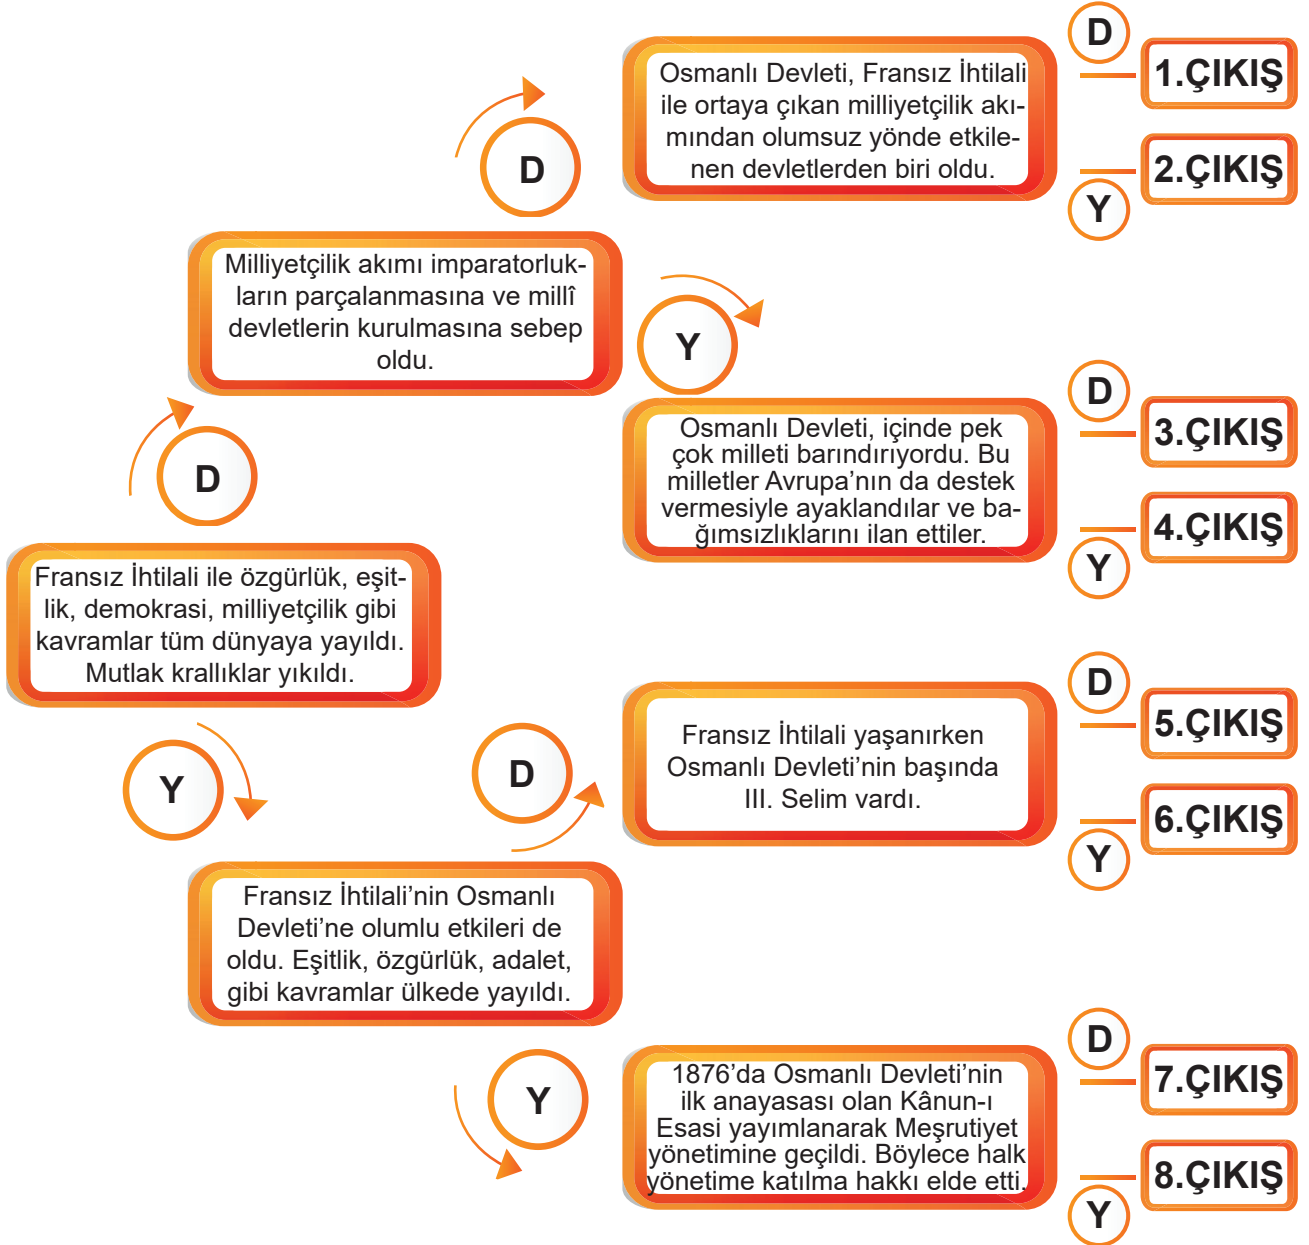 D
Osmanlı Devleti, Fransız İhtilali
ile ortaya çıkan milliyetçilik akı-
mından olumsuz yönde etkile-
nen devletlerden biri oldu.
1.ÇIKIŞ
2.ÇIKIŞ
Y
D
Milliyetçilik akımı imparatorluk-
ların parçalanmasına ve millî
devletlerin kurulmasına sebep
oldu.
Y
D
Osmanlı Devleti, içinde pek
çok milleti barındırıyordu. Bu
milletler Avrupa’nın da destek
vermesiyle ayaklandılar ve ba-
ğımsızlıklarını ilan ettiler.
3.ÇIKIŞ
4.ÇIKIŞ
Y
D
Fransız İhtilali ile özgürlük, eşit-
lik, demokrasi, milliyetçilik gibi
kavramlar tüm dünyaya yayıldı.
Mutlak krallıklar yıkıldı.
Y
D
D
Fransız İhtilali yaşanırken
Osmanlı Devleti’nin başında
III. Selim vardı.
5.ÇIKIŞ
6.ÇIKIŞ
Y
Fransız İhtilali’nin Osmanlı
Devleti’ne olumlu etkileri de
oldu. Eşitlik, özgürlük, adalet,
gibi kavramlar ülkede yayıldı.
Y
D
1876’da Osmanlı Devleti’nin
ilk anayasası olan Kânun-ı
Esasi yayımlanarak Meşrutiyet
yönetimine geçildi. Böylece halk
yönetime katılma hakkı elde etti.
7.ÇIKIŞ
8.ÇIKIŞ
Y